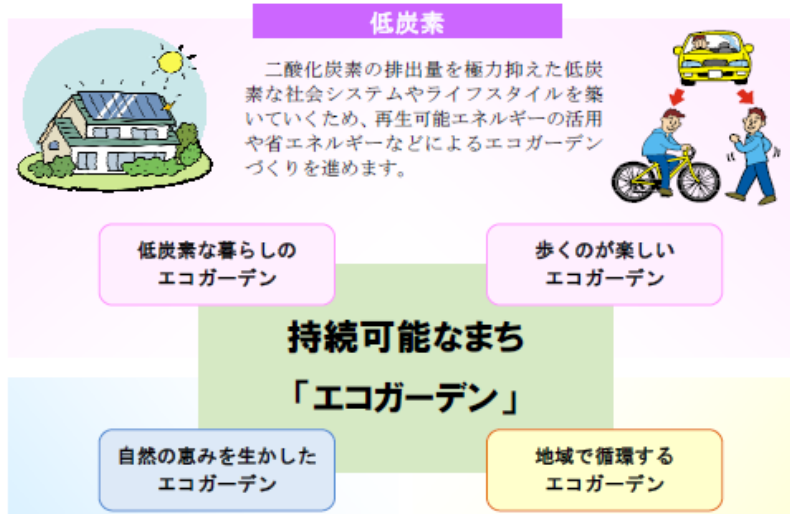 低炭素
　二酸化炭素の排出量を極力抑えた低炭
素な社会システムやライフスタイルを築
いていくため、再生可能エネルギーの活用
や省エネルギーなどによるエコガーデン
づくりを進めます。
低炭素な暮らしの
エコガーデン
歩くのが楽しい
エコガーデン
持続可能なまち
「エコガーデン」
自然の恵みを生かした
エコガーデン
地域で循環する
エコガーデン